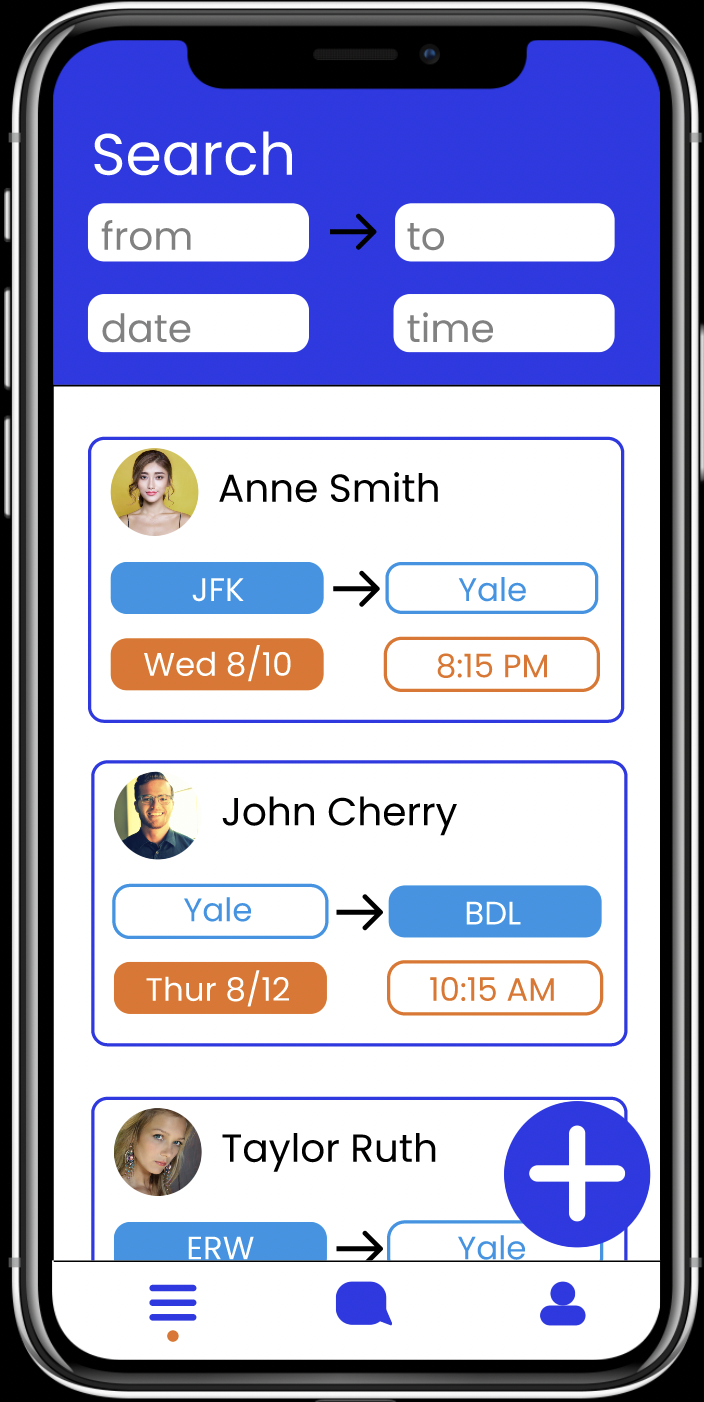 Search
from to
date time
Anne Smith
JFK Yale
Wed 8/10 8:15 PM
John Cherry
Yale BDL
Thur 8/12 10:15 AM
Taylor Ruth
ERW Yale